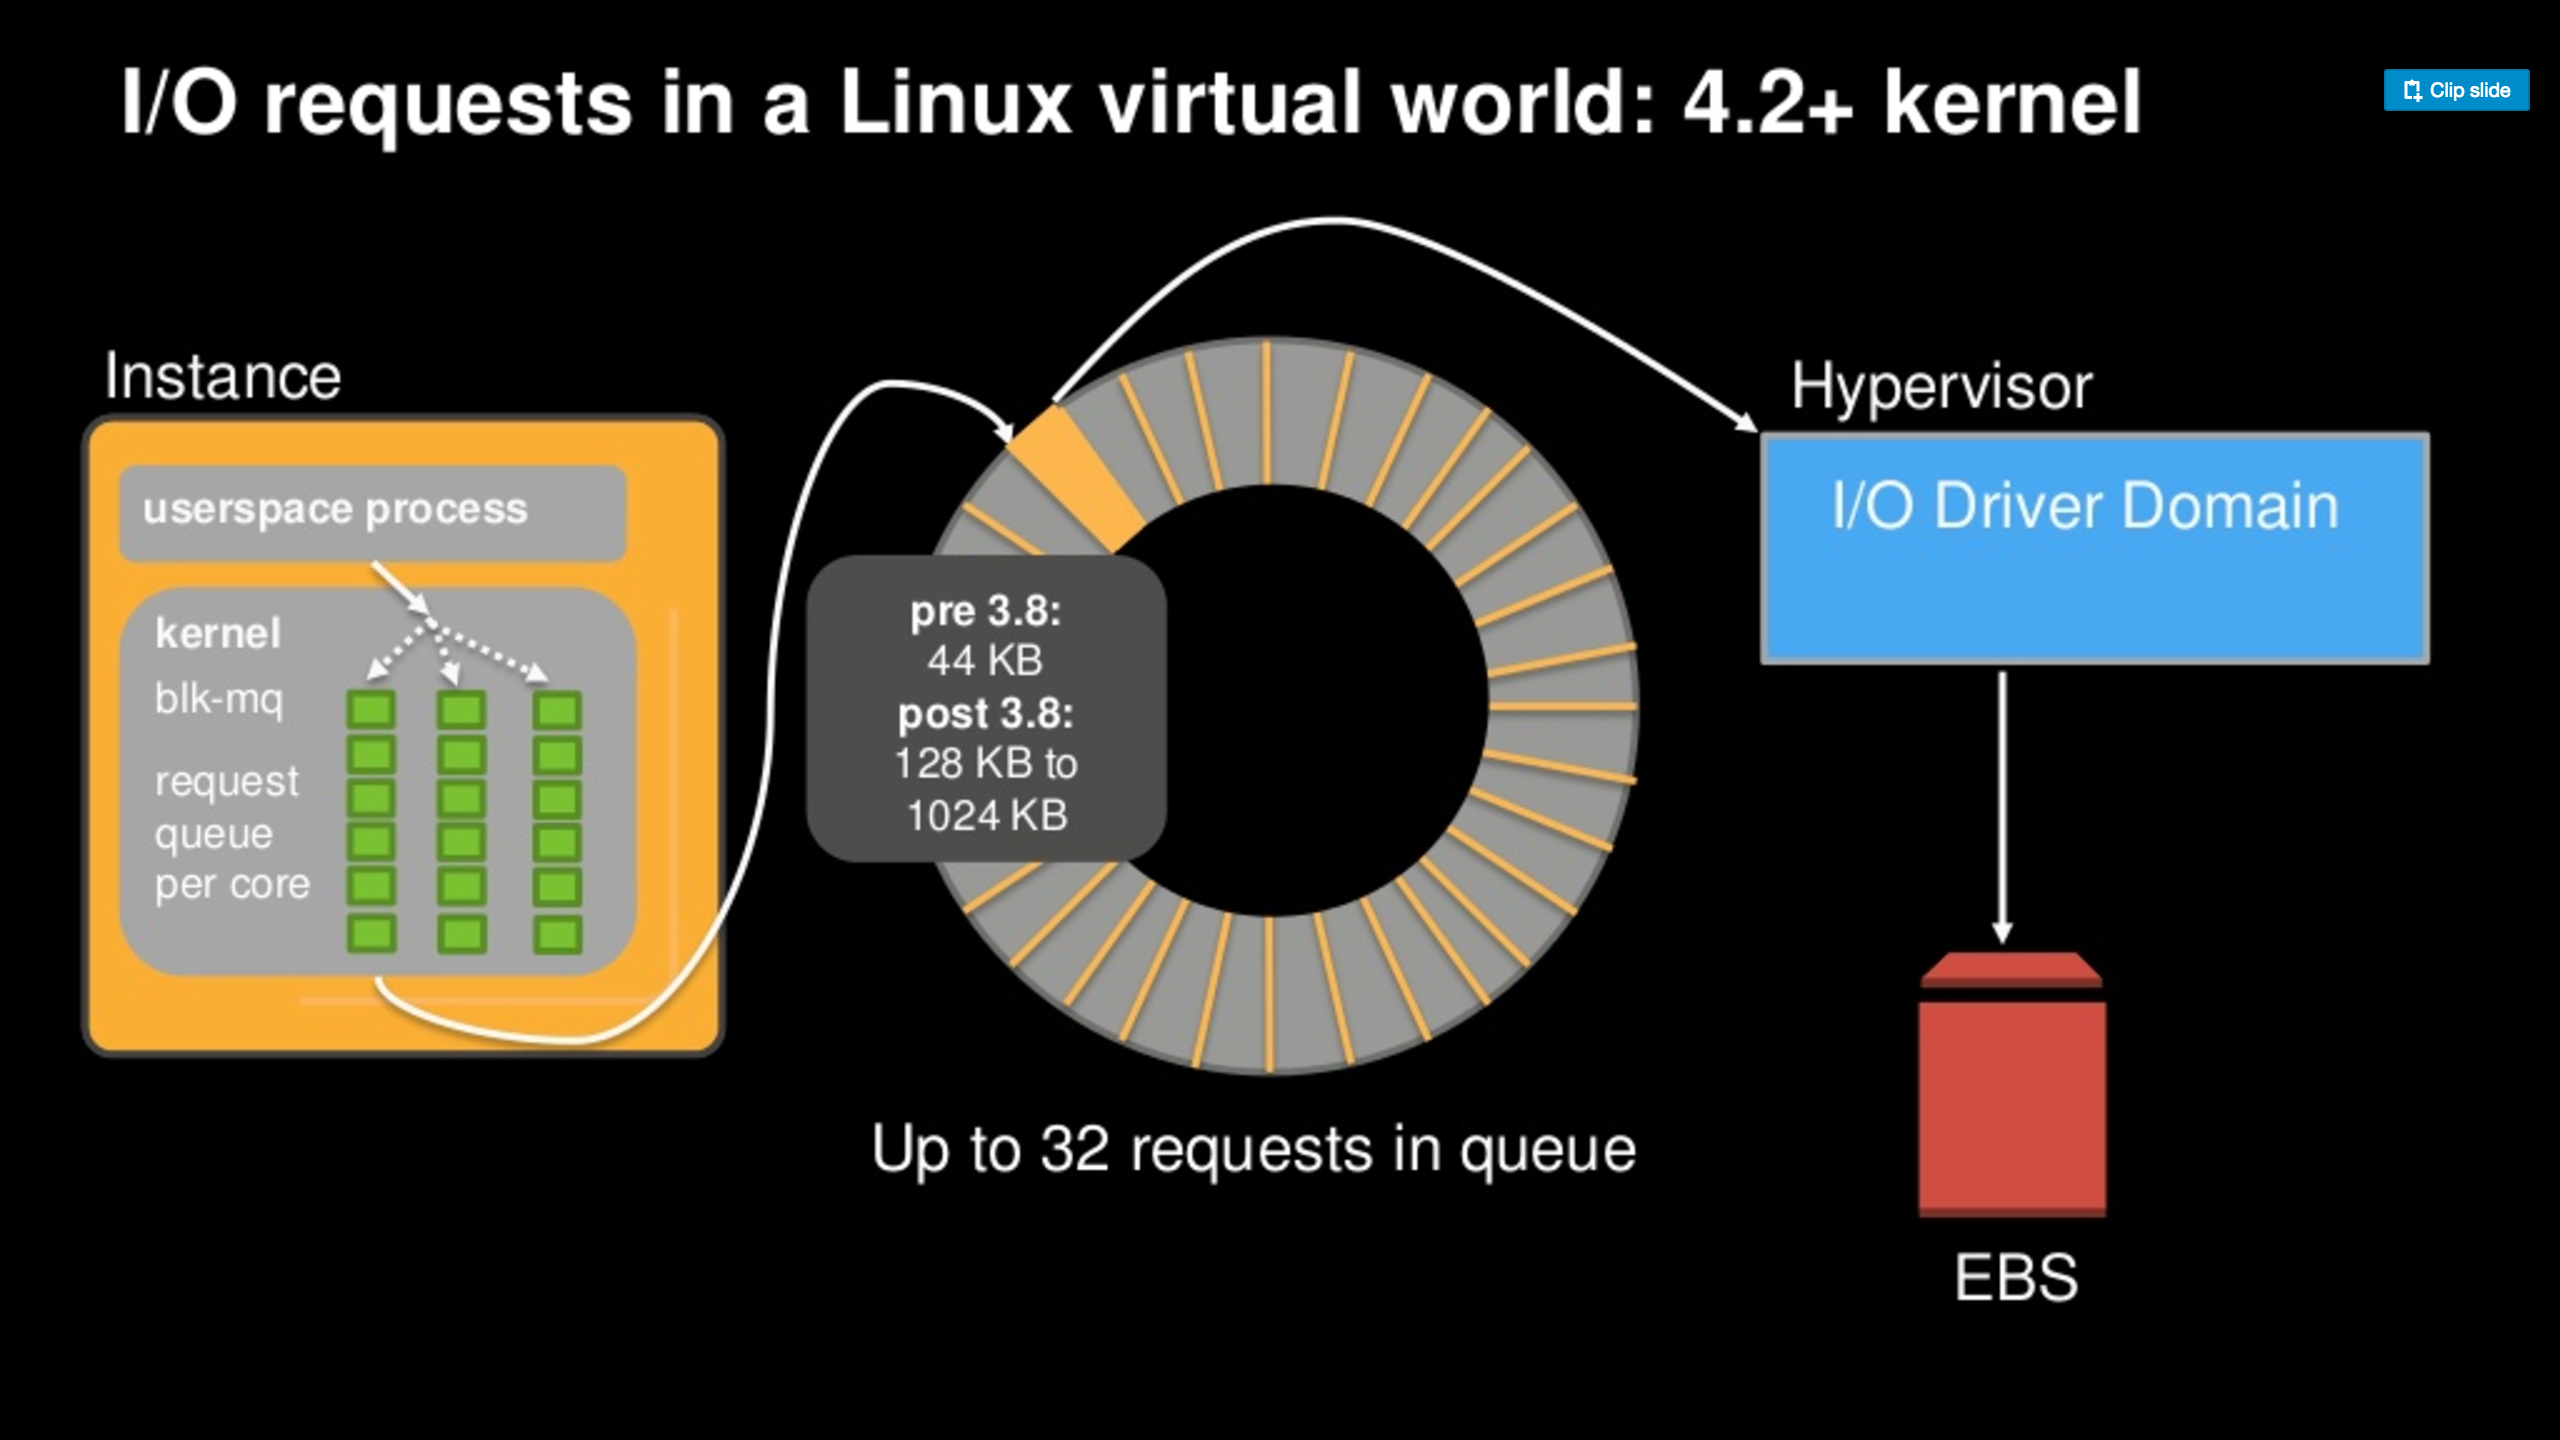 I/O requests in a Linux virtual world: 4.2+ kernel
Clip slide
Instance
userspace process
kernel
blk-mq
request
queue
per core
pre 3.8:
44 KB
post 3.8:
128 KB to
1024 KB
Up to 32 requests in queue
Hypervisor
I/O Driver Domain
EBS